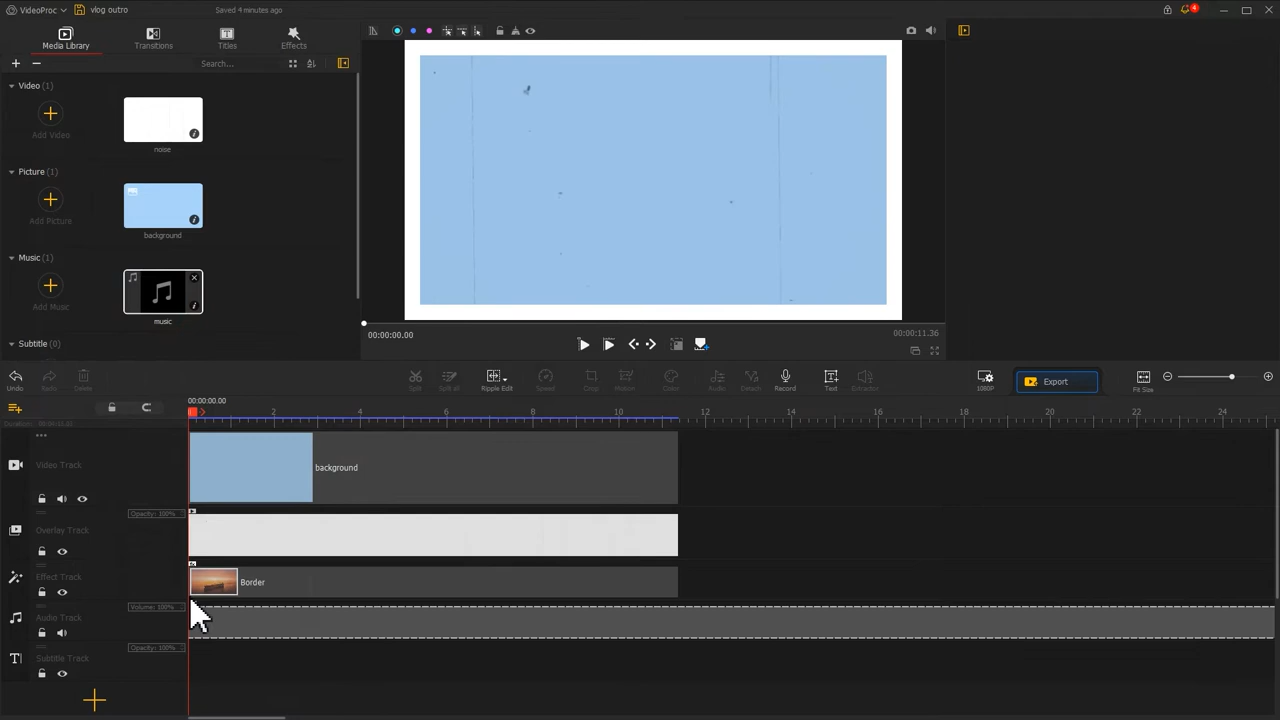 VideoProc vlog outro Saved 4 minutes ago 4
Media Library Transitions Titles Effects
Search...
Video (1)
Add Video
noise
Picture (1)
Add Picture
background
Music (1)
Add Music
music
Subtitle (0)
00:00:00.00 00:00:11.36
Undo Redo Delete Split Split all Ripple Edit Speed Crop Motion Color Audio Detach Record Text Extractor 1080P Export Fit Size
00:00:00.00
2 4 6 8 10 12 14 16 18 20 22 24
Video Track
background
Opacity: 100%
Overlay Track
Effect Track
Border
Volume: 100%
Audio Track
Opacity: 100%
Subtitle Track